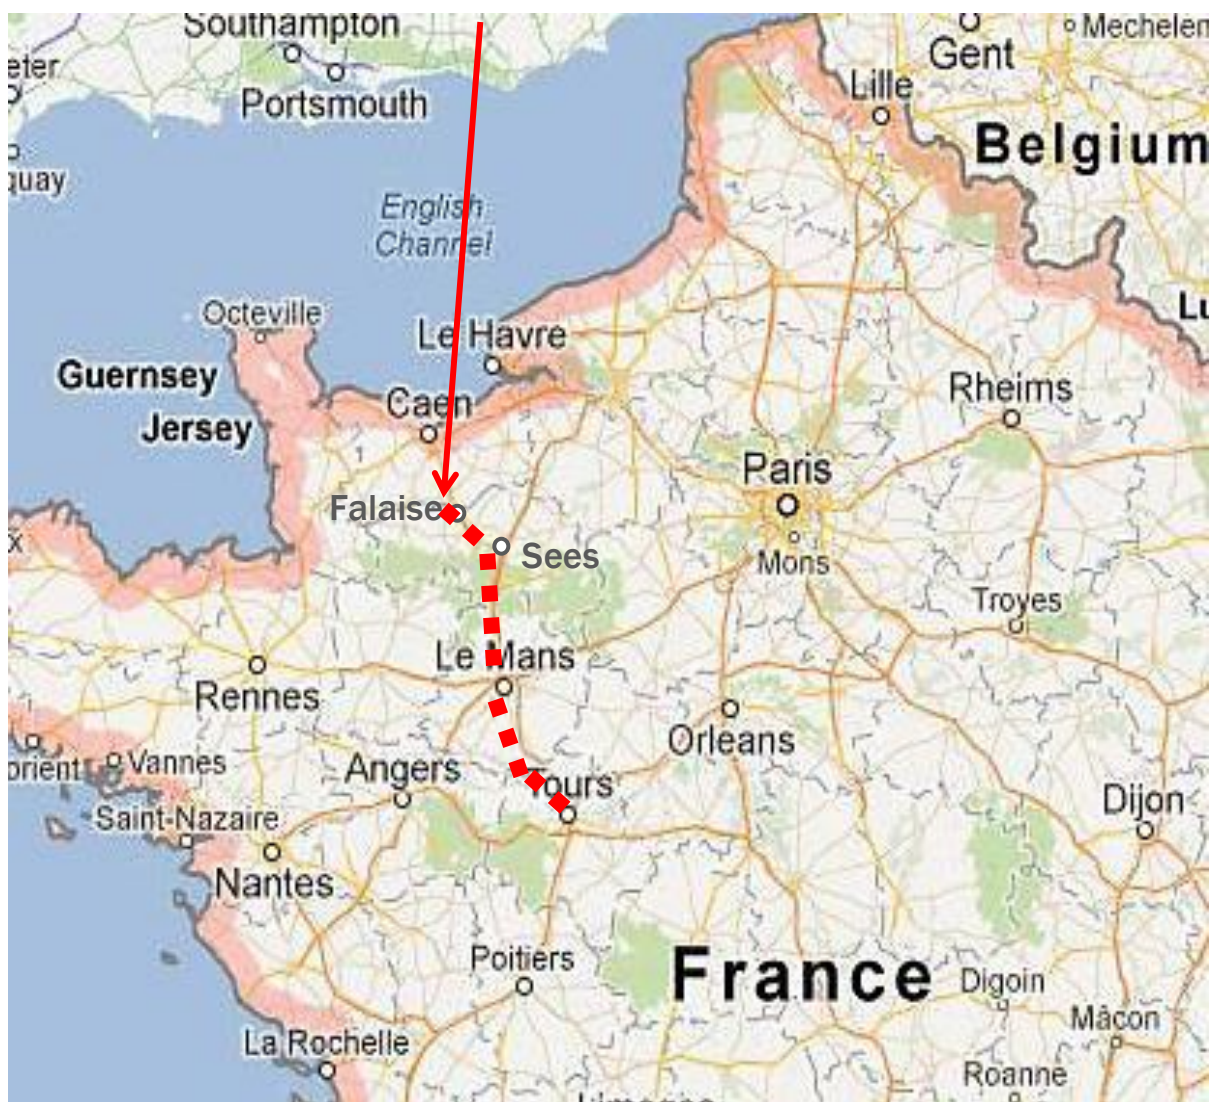 Southampton
Gent
Mechelen
eter
Portsmouth
Lille
Belgium
quay
English
Channel
Octeville
Le Havre
Guernsey
Jersey
Caen
Rheims
Paris
Falaise
Sees
Mons
Troyes
Le Mans
Rennes
Orleans
orient
Vannes
Angers
Tours
Saint-Nazaire
Dijon
Nantes
Poitiers
France
Digoin
Mâcon
La Rochelle
Roanne